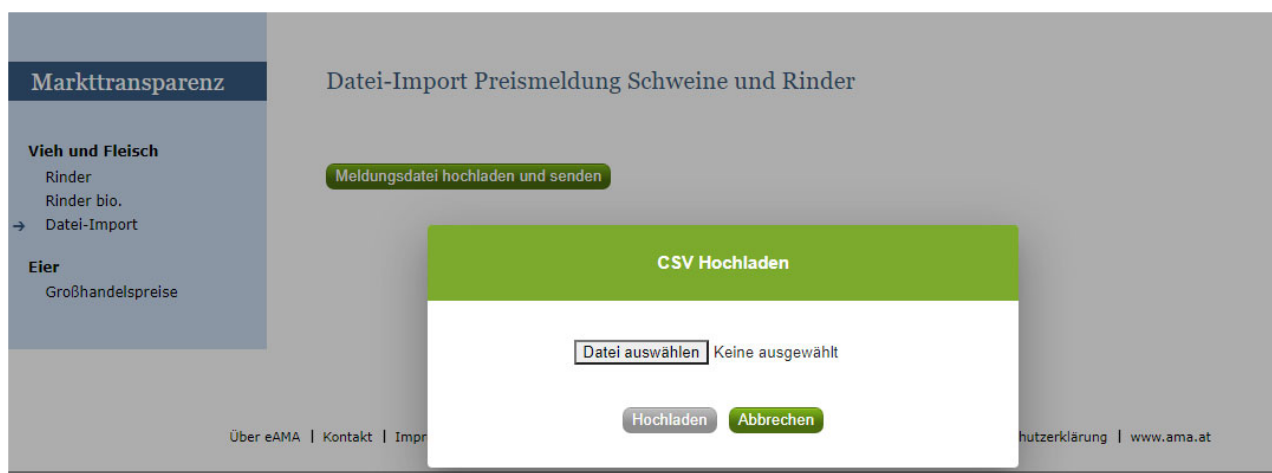 Markttransparenz
Datei-Import Preismeldung Schweine und Rinder
Vieh und Fleisch
Rinder
Rinder bio.
→ Datei-Import
Eier
Großhandelspreise
Meldungsdatei hochladen und senden
CSV Hochladen
Datei auswählen Keine ausgewählt
Hochladen Abbrechen
Über eAMA | Kontakt | Impr
hutzerklärung | www.ama.at